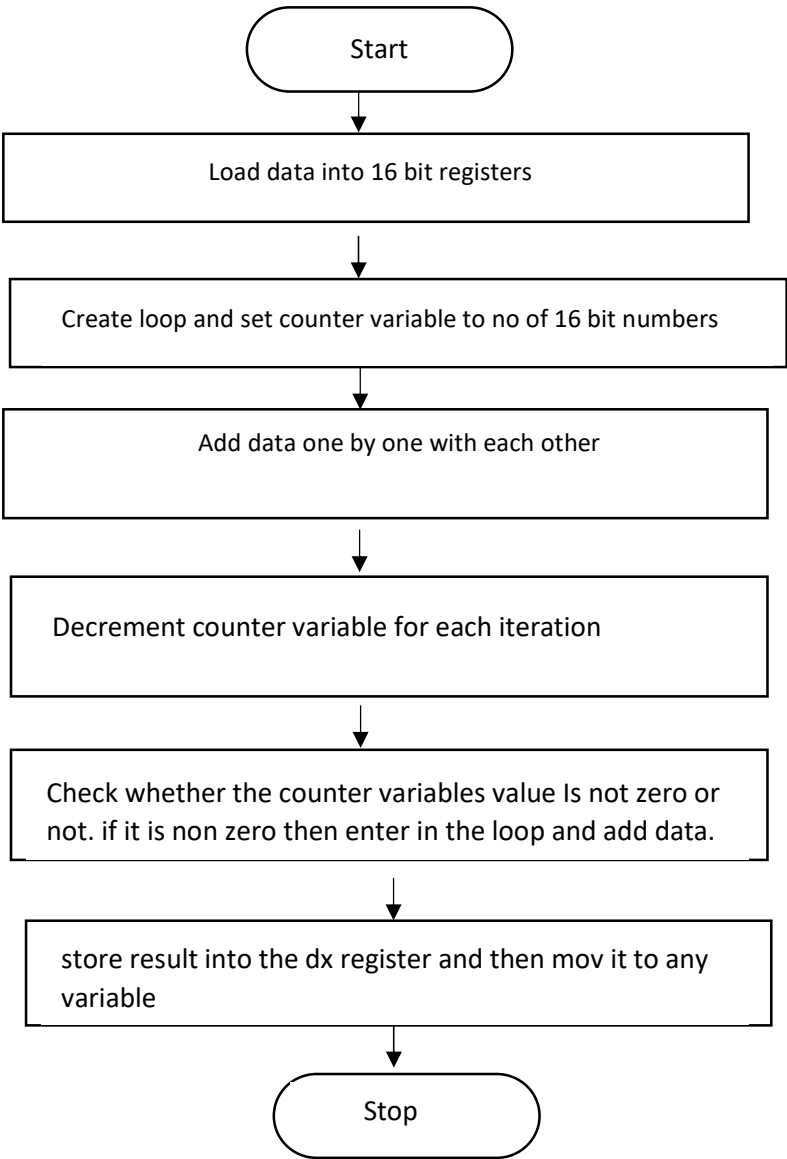 Start
Load data into 16 bit registers
Create loop and set counter variable to no of 16 bit numbers
Add data one by one with each other
Decrement counter variable for each iteration
Check whether the counter variables value Is not zero or
not. if it is non zero then enter in the loop and add data.
store result into the dx register and then mov it to any
variable
Stop